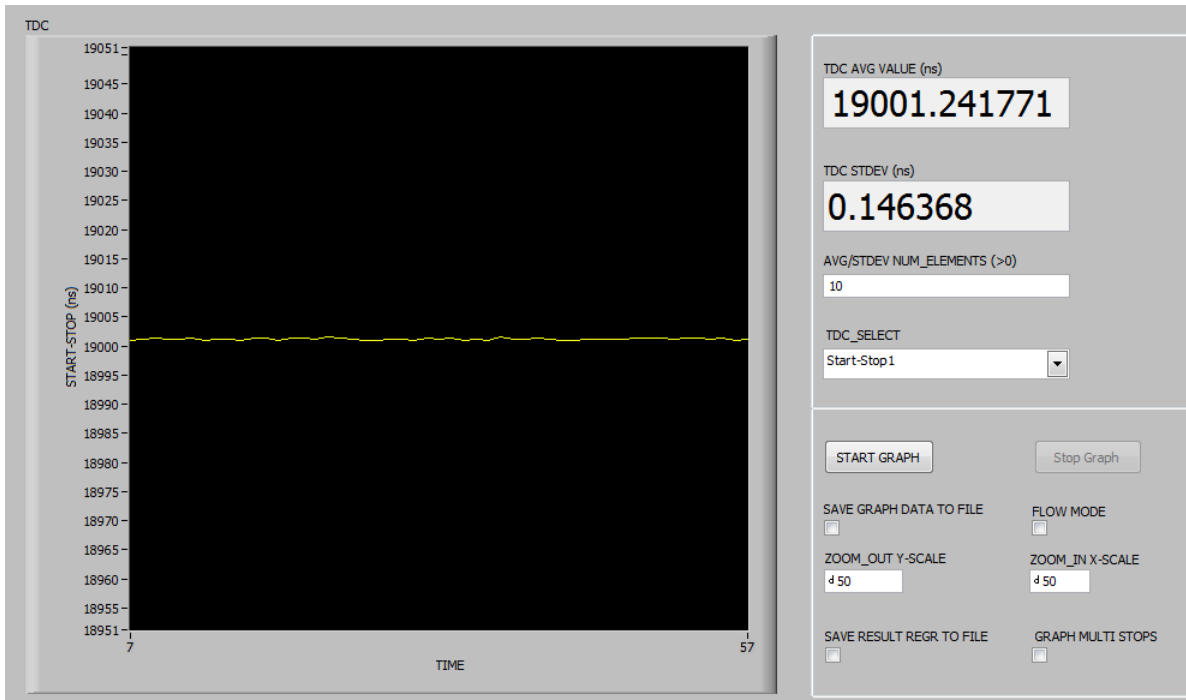 TDC
19051
19045
19040
19035
19030
19025
19020
19015
19010
19005
19000
18995
18990
18985
18980
18975
18970
18965
18960
18955
18951
START-STOP (ns)
7
57
TIME
TDC AVG VALUE (ns)
19001.241771
TDC STDEV (ns)
0.146368
AVG/STDEV NUM_ELEMENTS (>0)
10
TDC_SELECT
Start-Stop1
START GRAPH
Stop Graph
SAVE GRAPH DATA TO FILE
FLOW MODE
ZOOM_OUT Y-SCALE
ZOOM_IN X-SCALE
d 50
d 50
SAVE RESULT REGR TO FILE
GRAPH MULTI STOPS